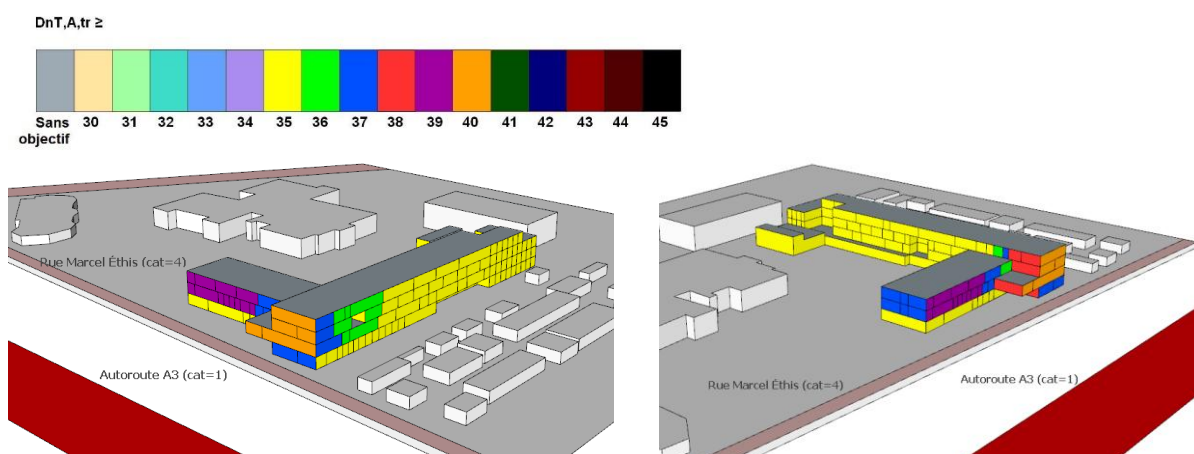 DnT,A,tr ≥
Sans objectif 30 31 32 33 34 35 36 37 38 39 40 41 42 43 44 45
Rue Marcel Éthis (cat=4)
Autoroute A3 (cat=1)
Rue Marcel Éthis (cat=4)
Autoroute A3 (cat=1)